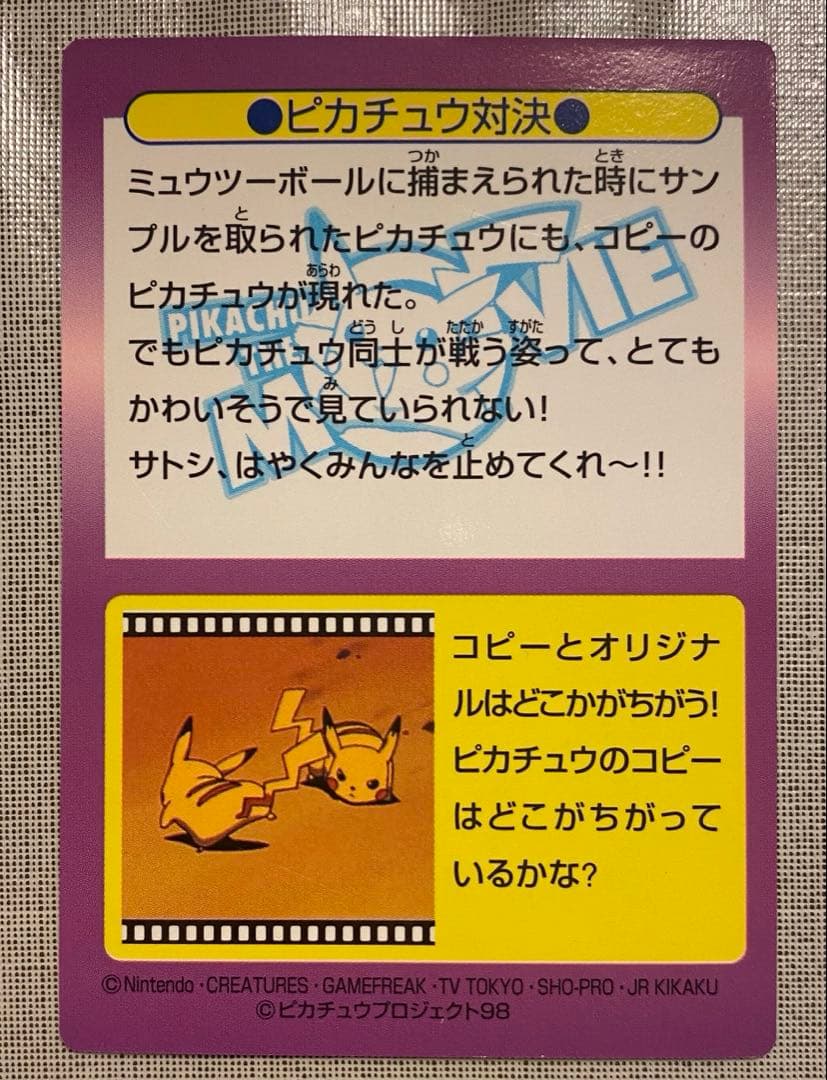 ●ピカチュウ対決●
ミュウツーボールに捕まえられた時にサン
プルを取られたピカチュウにも、コピーの
ピカチュウが現れた。
でもピカチュウ同士が戦う姿って、とても
かわいそうで見ていられない!
サトシ、はやくみんなを止めてくれ〜!!
PIKACHU
THE
MOVIE
コピーとオリジナ
ルはどこかがちがう!
ピカチュウのコピー
はどこがちがって
いるかな?
©Nintendo・CREATURES・GAMEFREAK・TV TOKYO・SHO-PRO・JR KIKAKU
©ピカチュウプロジェクト98